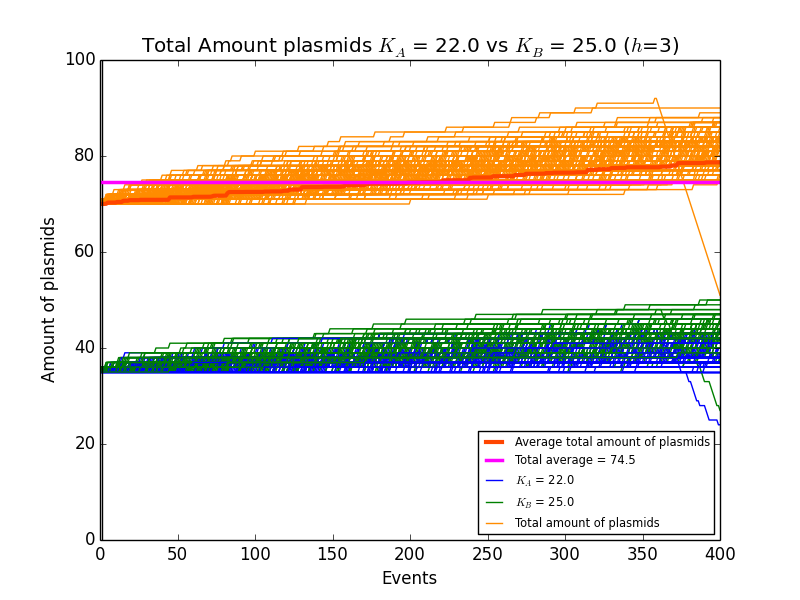 Total Amount plasmids K_A = 22.0 vs K_B = 25.0 (h=3)
100
80
60
40
20
0
Amount of plasmids
0 50 100 150 200 250 300 350 400
Events
Average total amount of plasmids
Total average = 74.5
K_A = 22.0
K_B = 25.0
Total amount of plasmids